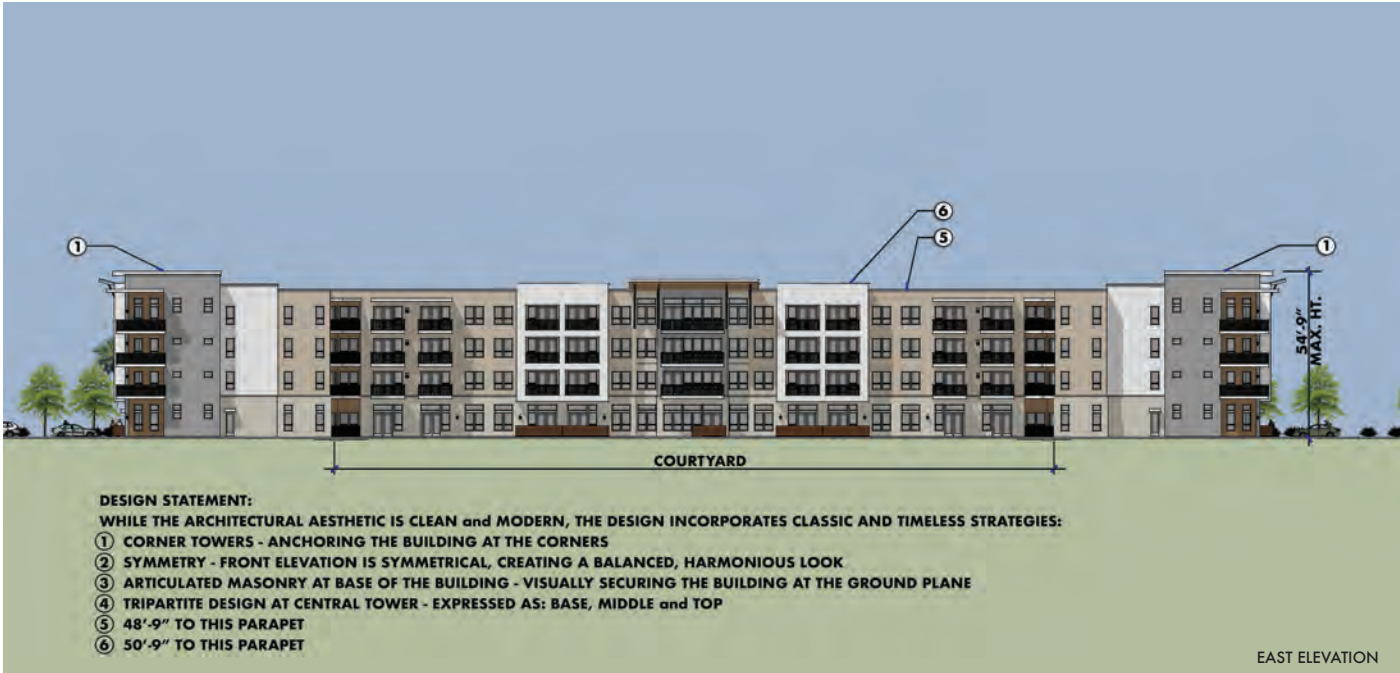 ⑥
⑤
① ①
54'-9"
MAX. HT.
COURTYARD
DESIGN STATEMENT:
WHILE THE ARCHITECTURAL AESTHETIC IS CLEAN and MODERN, THE DESIGN INCORPORATES CLASSIC AND TIMELESS STRATEGIES:
① CORNER TOWERS - ANCHORING THE BUILDING AT THE CORNERS
② SYMMETRY - FRONT ELEVATION IS SYMMETRICAL, CREATING A BALANCED, HARMONIOUS LOOK
③ ARTICULATED MASONRY AT BASE OF THE BUILDING - VISUALLY SECURING THE BUILDING AT THE GROUND PLANE
④ TRIPARTITE DESIGN AT CENTRAL TOWER - EXPRESSED AS: BASE, MIDDLE and TOP
⑤ 48'-9" TO THIS PARAPET
⑥ 50'-9" TO THIS PARAPET
EAST ELEVATION